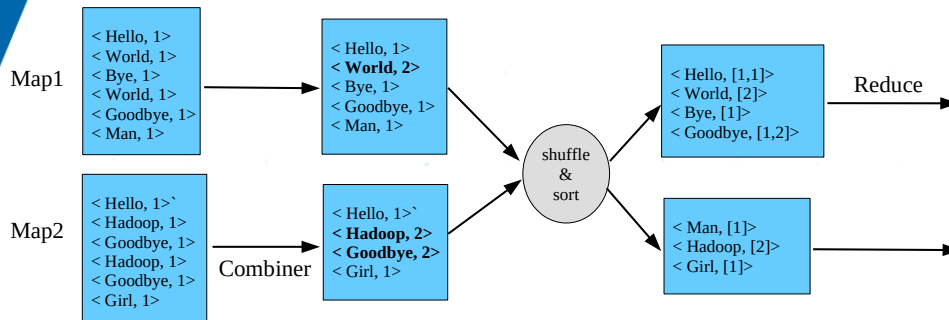 Map1
< Hello, 1>
< World, 1>
< Bye, 1>
< World, 1>
< Goodbye, 1>
< Man, 1>
< Hello, 1>
< World, 2>
< Bye, 1>
< Goodbye, 1>
< Man, 1>
Map2
< Hello, 1>`
< Hadoop, 1>
< Goodbye, 1>
< Hadoop, 1>
< Goodbye, 1>
< Girl, 1>
Combiner
< Hello, 1>`
< Hadoop, 2>
< Goodbye, 2>
< Girl, 1>
shuffle
&
sort
< Hello, [1,1]>
< World, [2]>
< Bye, [1]>
< Goodbye, [1,2]>
Reduce
< Man, [1]>
< Hadoop, [2]>
< Girl, [1]>